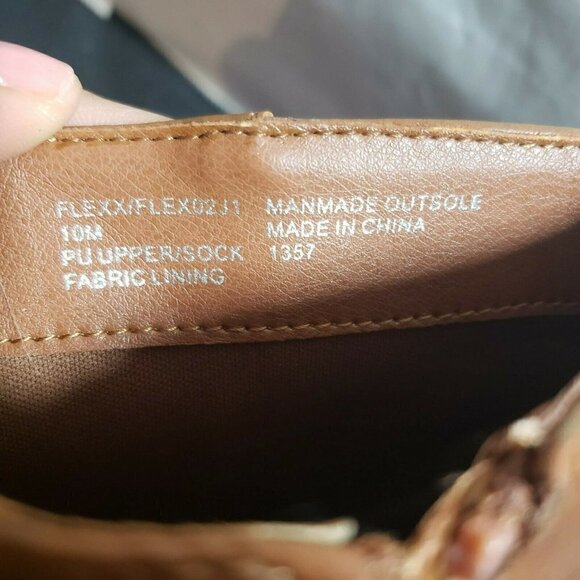 FLEXX/FLEX02J1
10M
PU UPPER/SOCK
FABRIC LINING
MANMADE OUTSOLE
MADE IN CHINA
1357